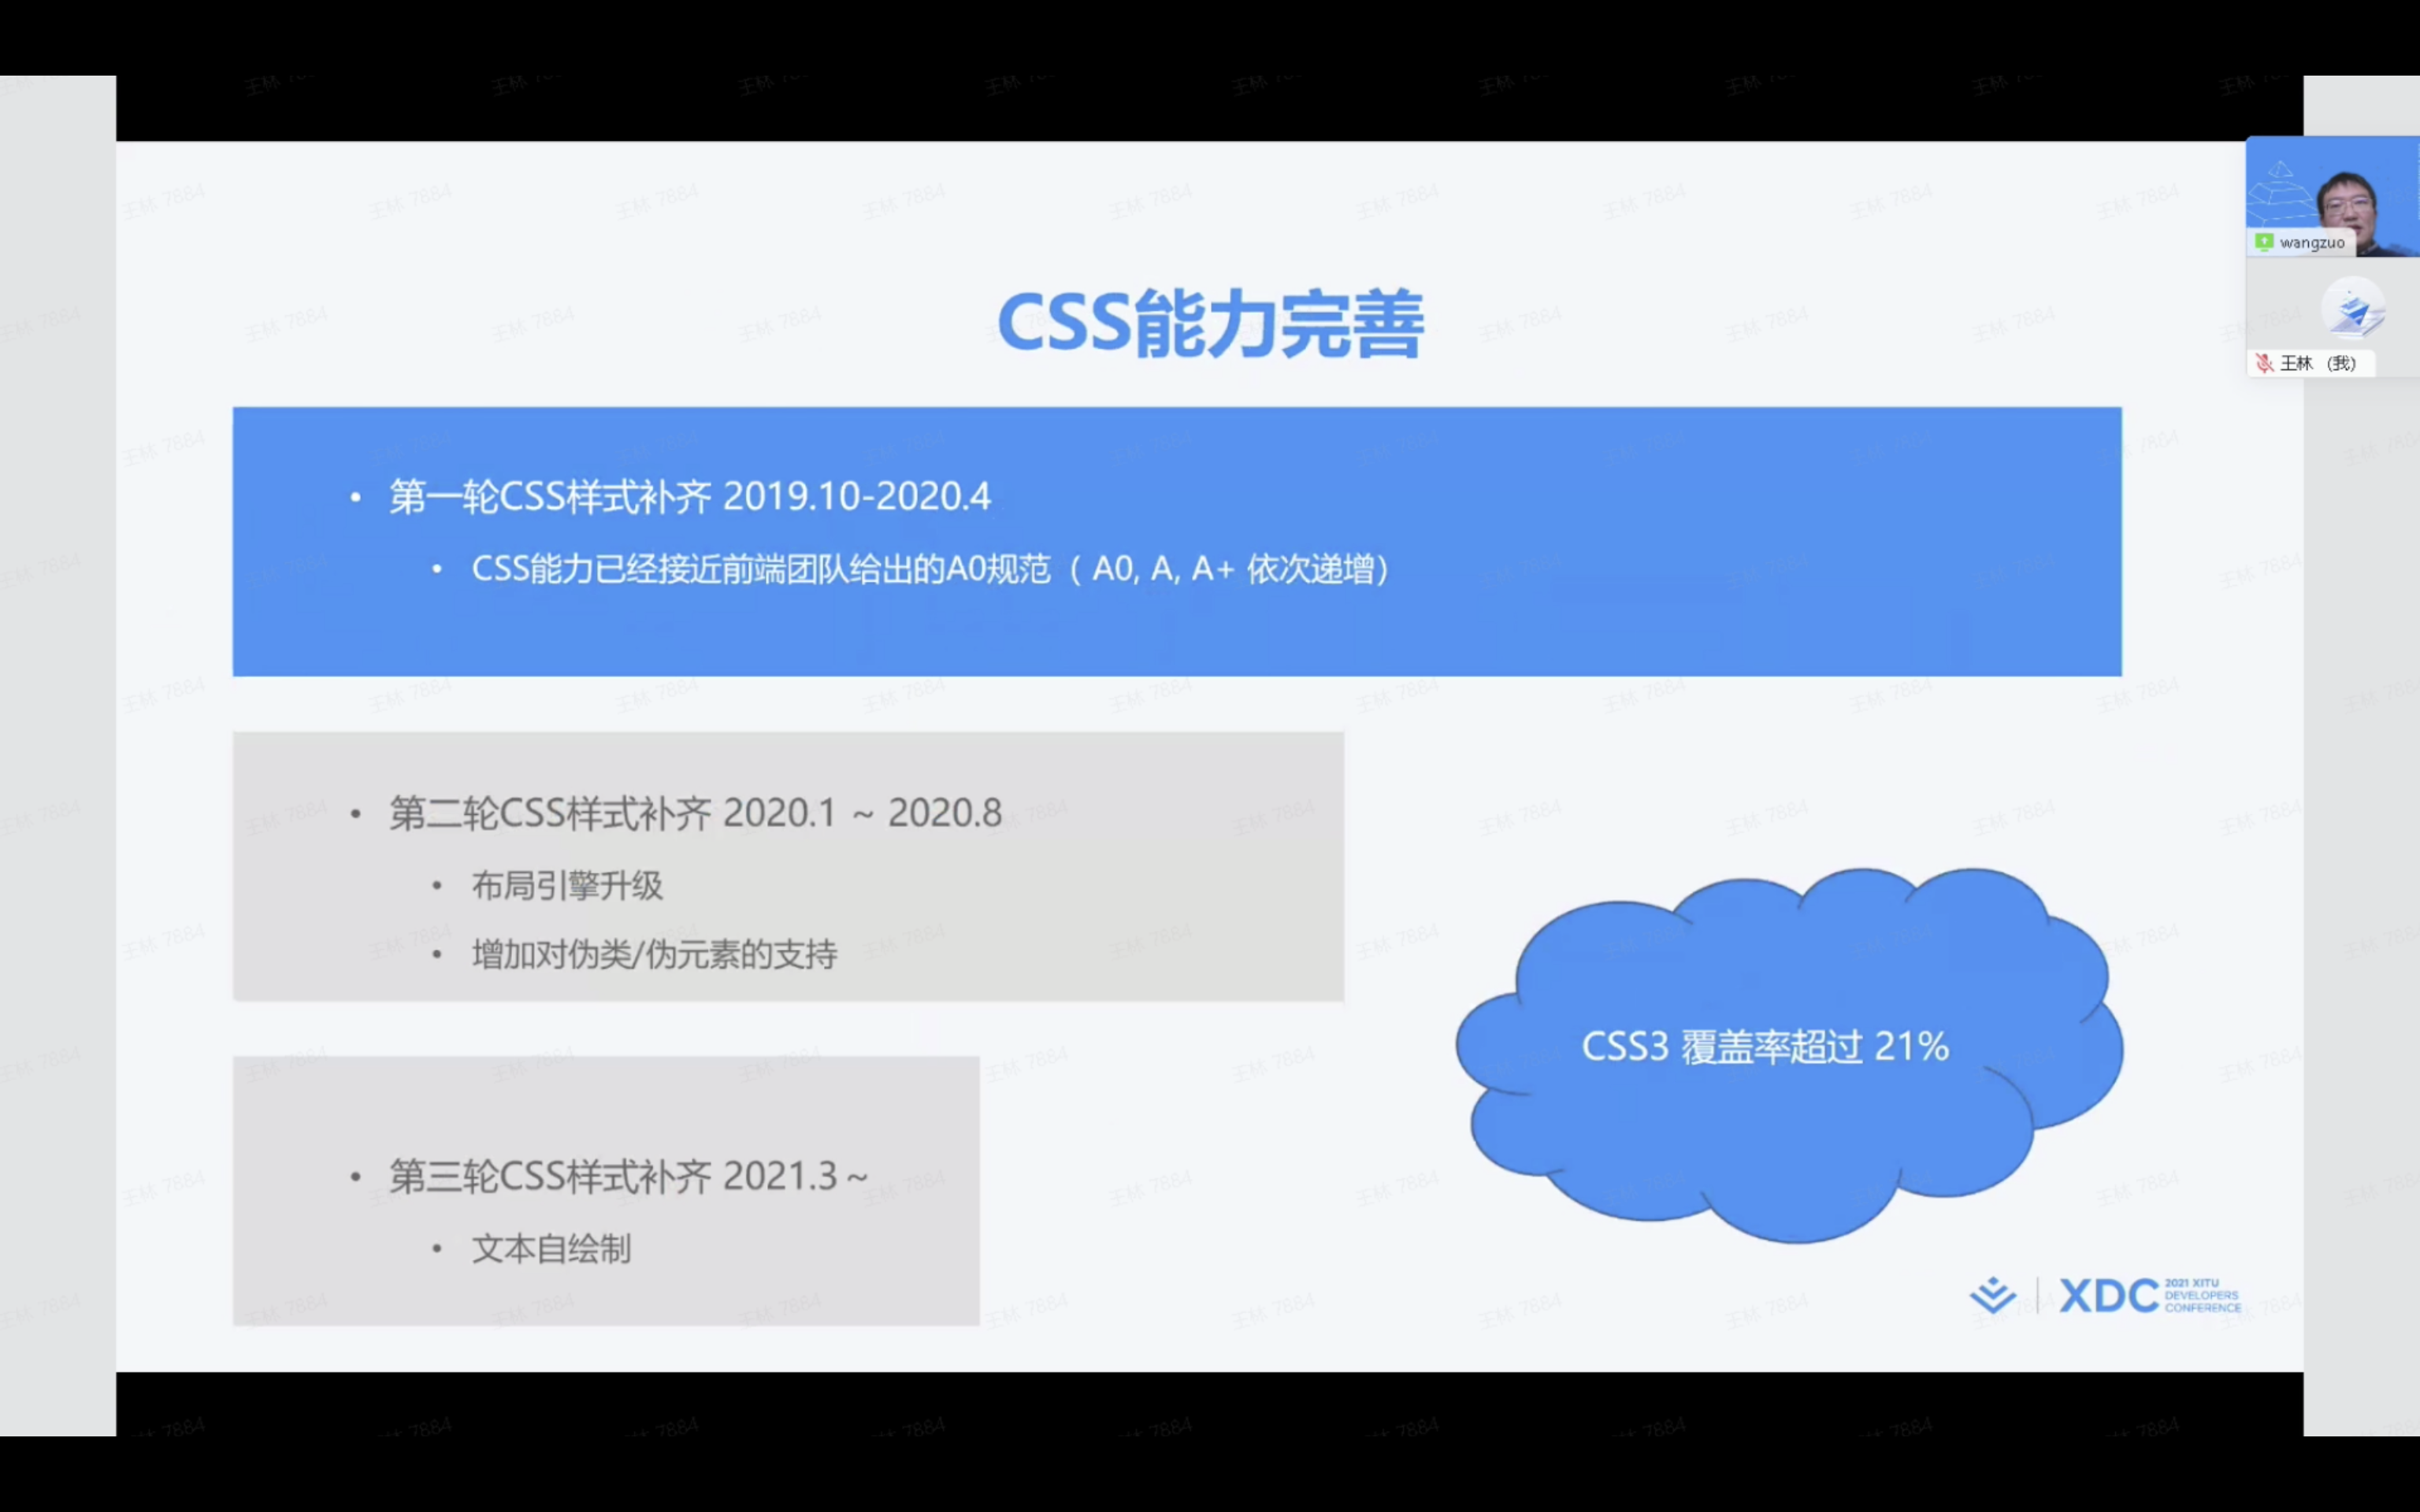 CSS能力完善
wangzuo
王林 (我)
• 第一轮CSS样式补齐 2019.10-2020.4
• CSS能力已经接近前端团队给出的A0规范（ A0, A, A+ 依次递增）
• 第二轮CSS样式补齐 2020.1 ~ 2020.8
• 布局引擎升级
• 增加对伪类/伪元素的支持
CSS3 覆盖率超过 21%
• 第三轮CSS样式补齐 2021.3 ~
• 文本自绘制
XDC
2021 XITU
DEVELOPERS
CONFERENCE
王林 7884